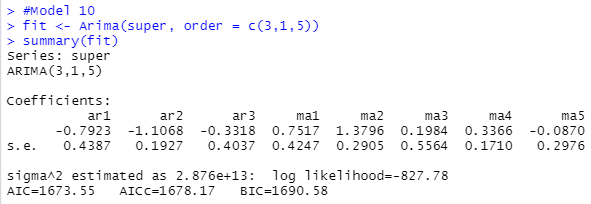 > #Model 10
> fit <- Arima(super, order = c(3,1,5))
> summary(fit)
Series: super
ARIMA(3,1,5)
Coefficients:
ar1 ar2 ar3 ma1 ma2 ma3 ma4 ma5
-0.7923 -1.1068 -0.3318 0.7517 1.3796 0.1984 0.3366 -0.0870
s.e. 0.4387 0.1927 0.4037 0.4247 0.2905 0.5564 0.1710 0.2976
sigma^2 estimated as 2.876e+13: log likelihood=-827.78
AIC=1673.55 AICc=1678.17 BIC=1690.58